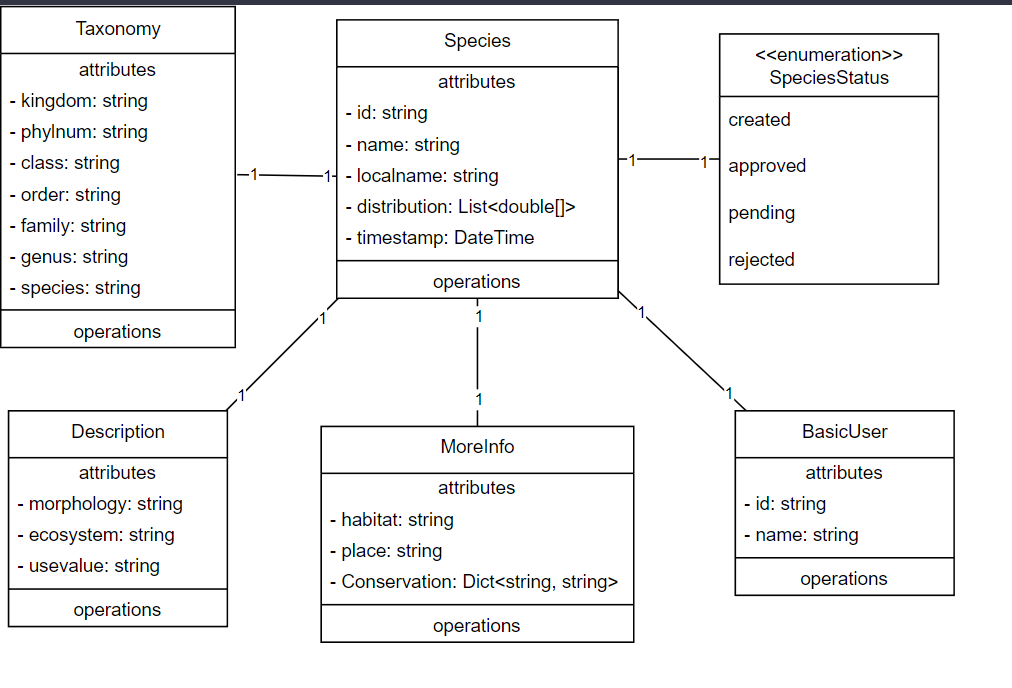 Taxonomy
attributes
- kingdom: string
- phylnum: string
- class: string
- order: string
- family: string
- genus: string
- species: string
operations
1
1
Species
attributes
- id: string
- name: string
- localname: string
- distribution: List<double[]>
- timestamp: DateTime
operations
1
1
<<enumeration>>
SpeciesStatus
created
approved
pending
rejected
1
1
1
1
1
1
Description
attributes
- morphology: string
- ecosystem: string
- usevalue: string
operations
MoreInfo
attributes
- habitat: string
- place: string
- Conservation: Dict<string, string>
operations
BasicUser
attributes
- id: string
- name: string
operations